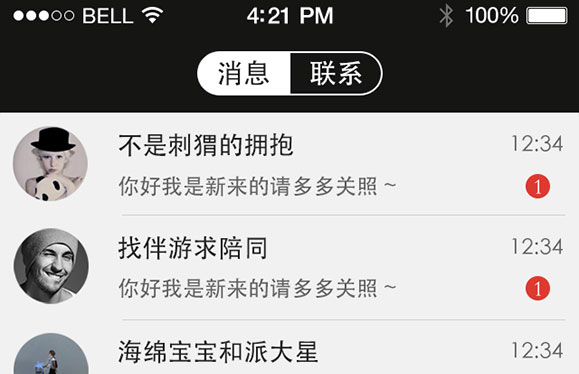 BELL 4:21 PM 100%
消息 联系
不是刺猬的拥抱 12:34
你好我是新来的请多多关照 ~ 1
找伴游求陪同 12:34
你好我是新来的请多多关照 ~ 1
海绵宝宝和派大星 12:34